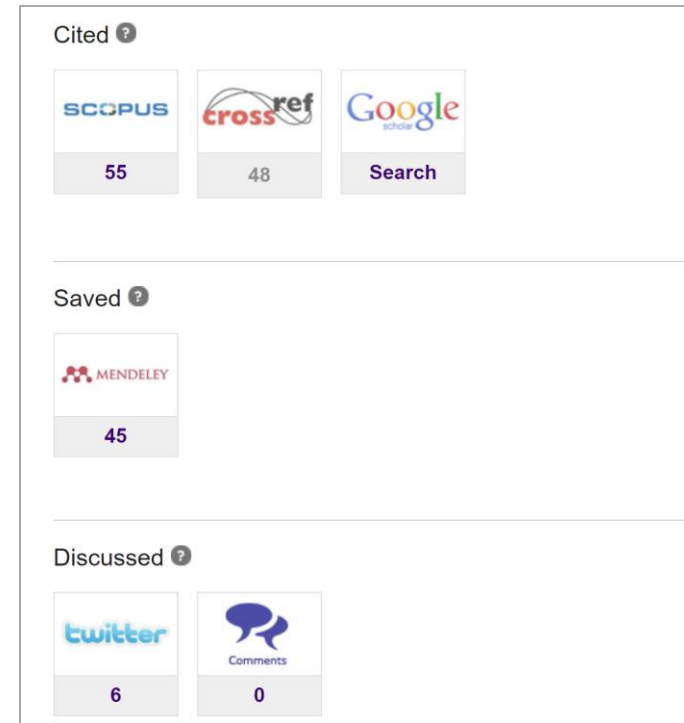 Cited ?
SCOPUS
crossref
Google
scholar
55
48
Search
Saved ?
MENDELEY
45
Discussed ?
twitter
Comments
6
0